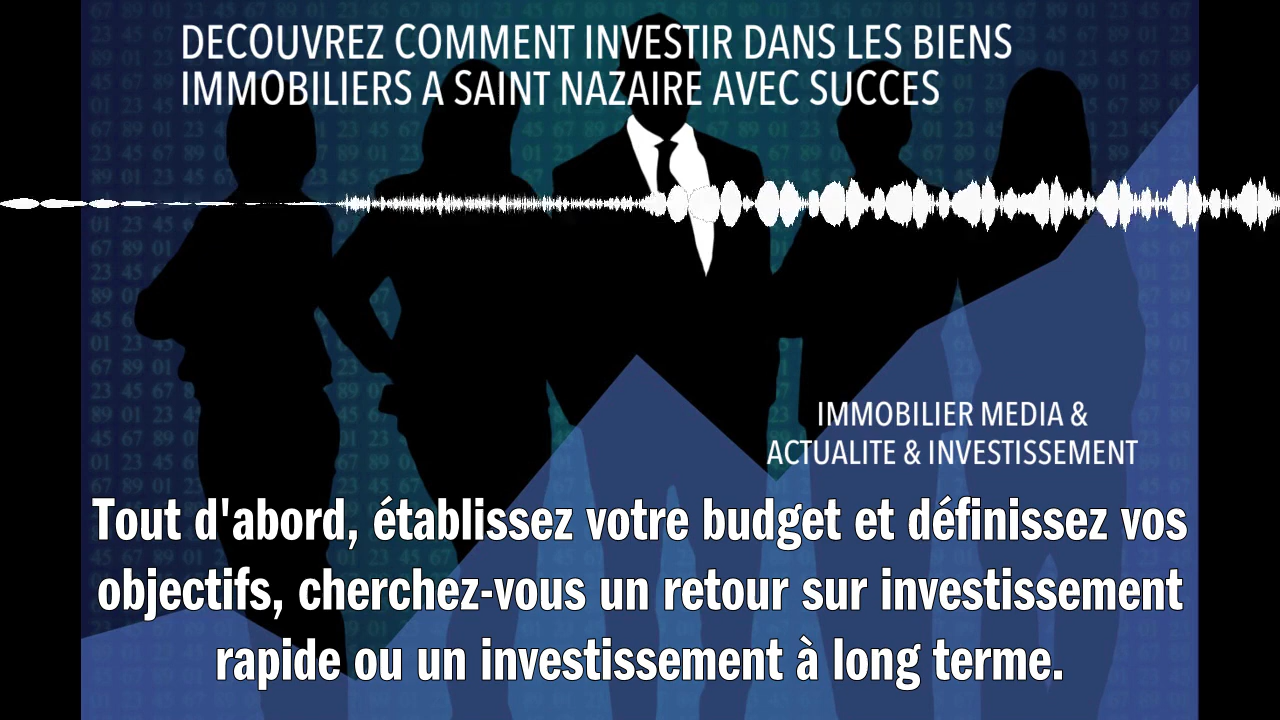 DECOUVREZ COMMENT INVESTIR DANS LES BIENS
IMMOBILIERS A SAINT NAZAIRE AVEC SUCCES
IMMOBILIER MEDIA &
ACTUALITE & INVESTISSEMENT
Tout d'abord, établissez votre budget et définissez vos
objectifs, cherchez-vous un retour sur investissement
rapide ou un investissement à long terme.